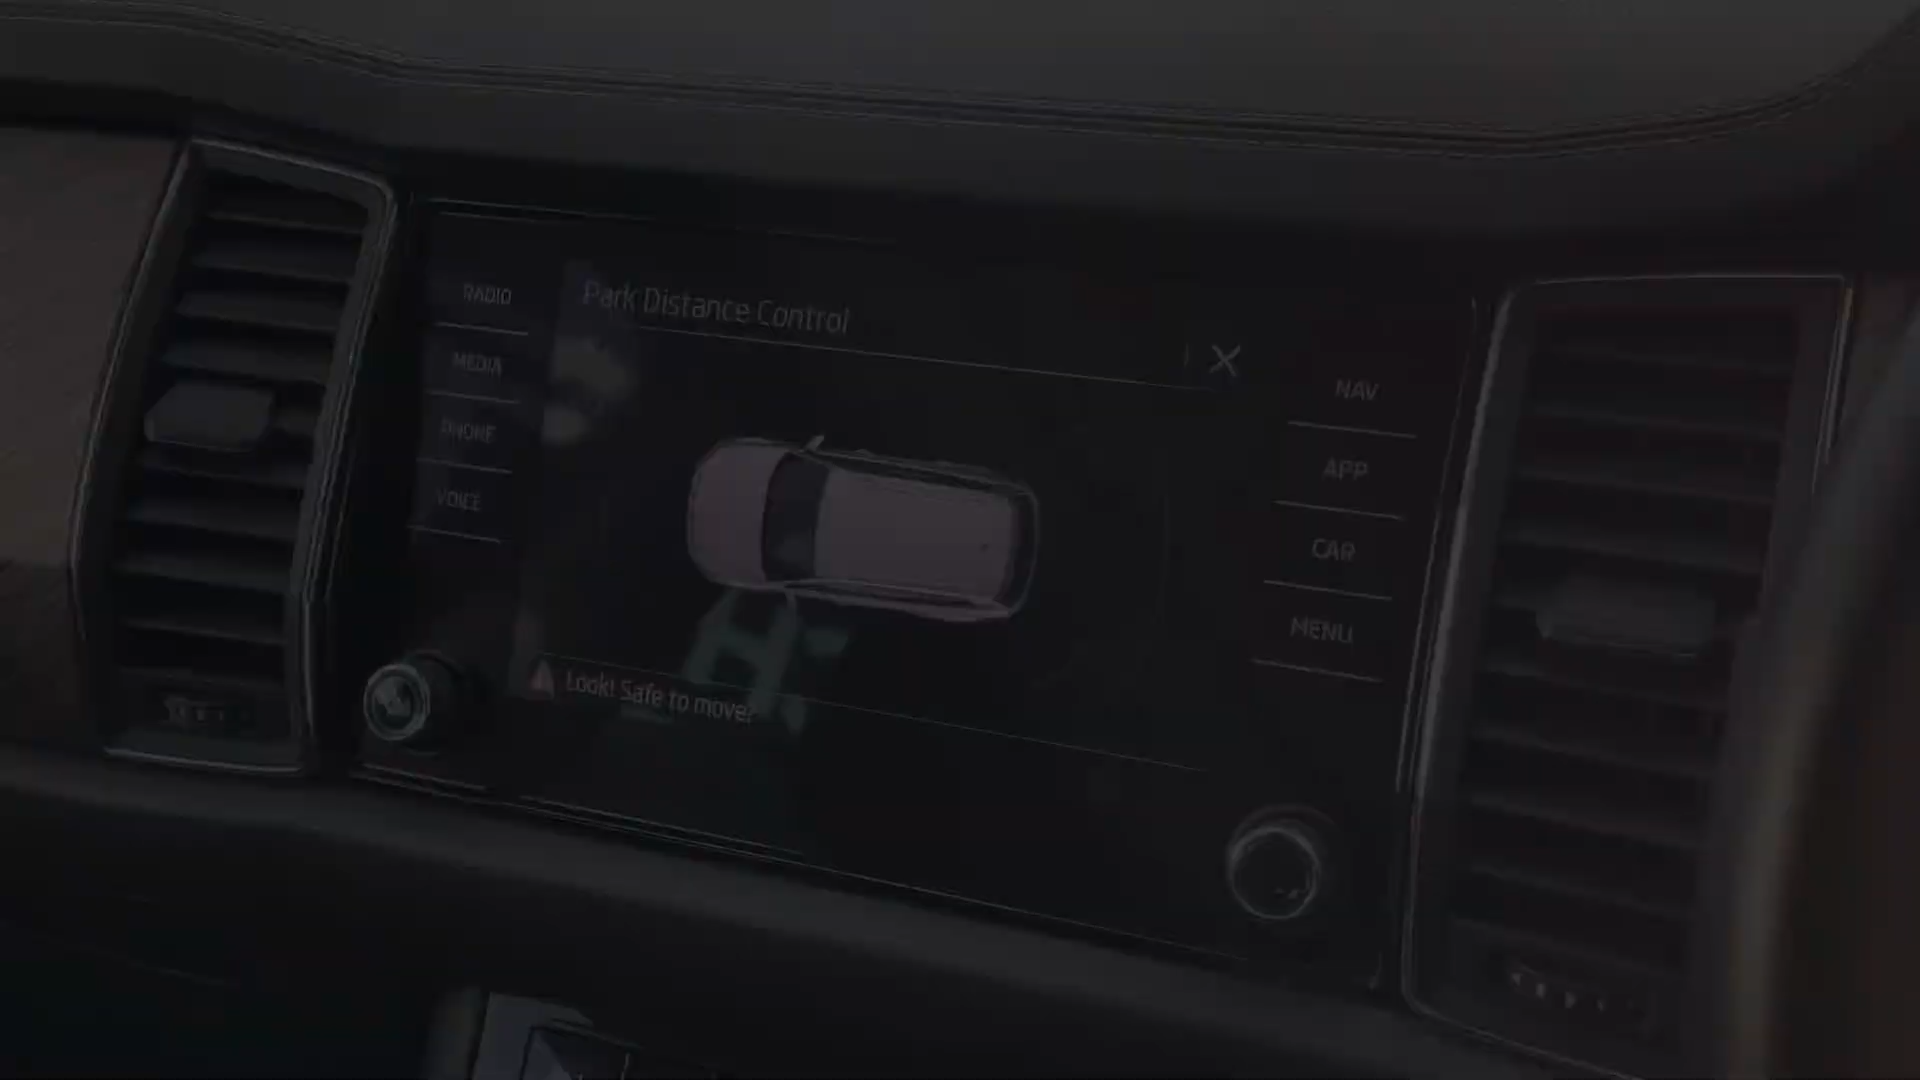 RADIO
MEDIA
PHONE
VOICE
Park Distance Control
NAV
APP
CAR
MENU
Look! Safe to move?